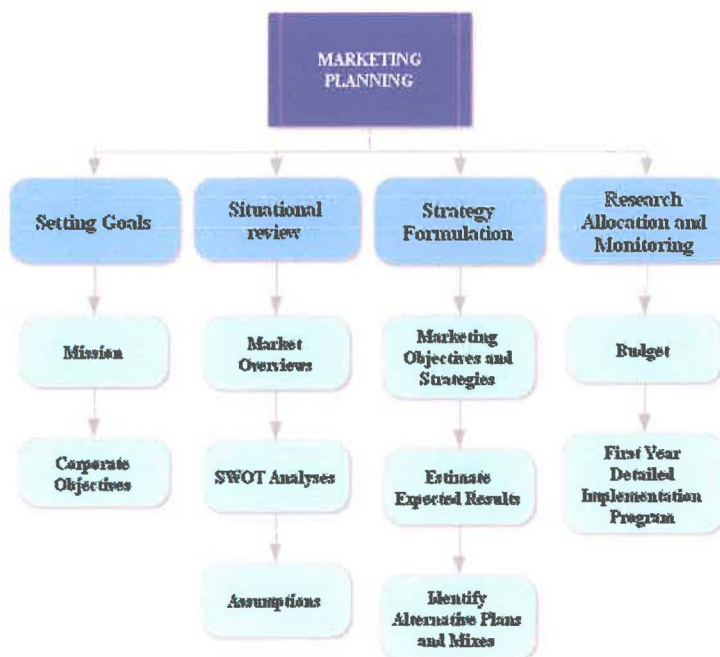 MARKETING
PLANNING
Setting Goals
Situational
review
Strategy
Formulation
Research
Allocation and
Monitoring
Mission
Market
Overviews
Marketing
Objectives and
Strategies
Budget
Corporate
Objectives
SWOT Analyses
Estimate
Expected Results
First Year
Detailed
Implementation
Program
Assumptions
Identify
Alternative Plans
and Mixes